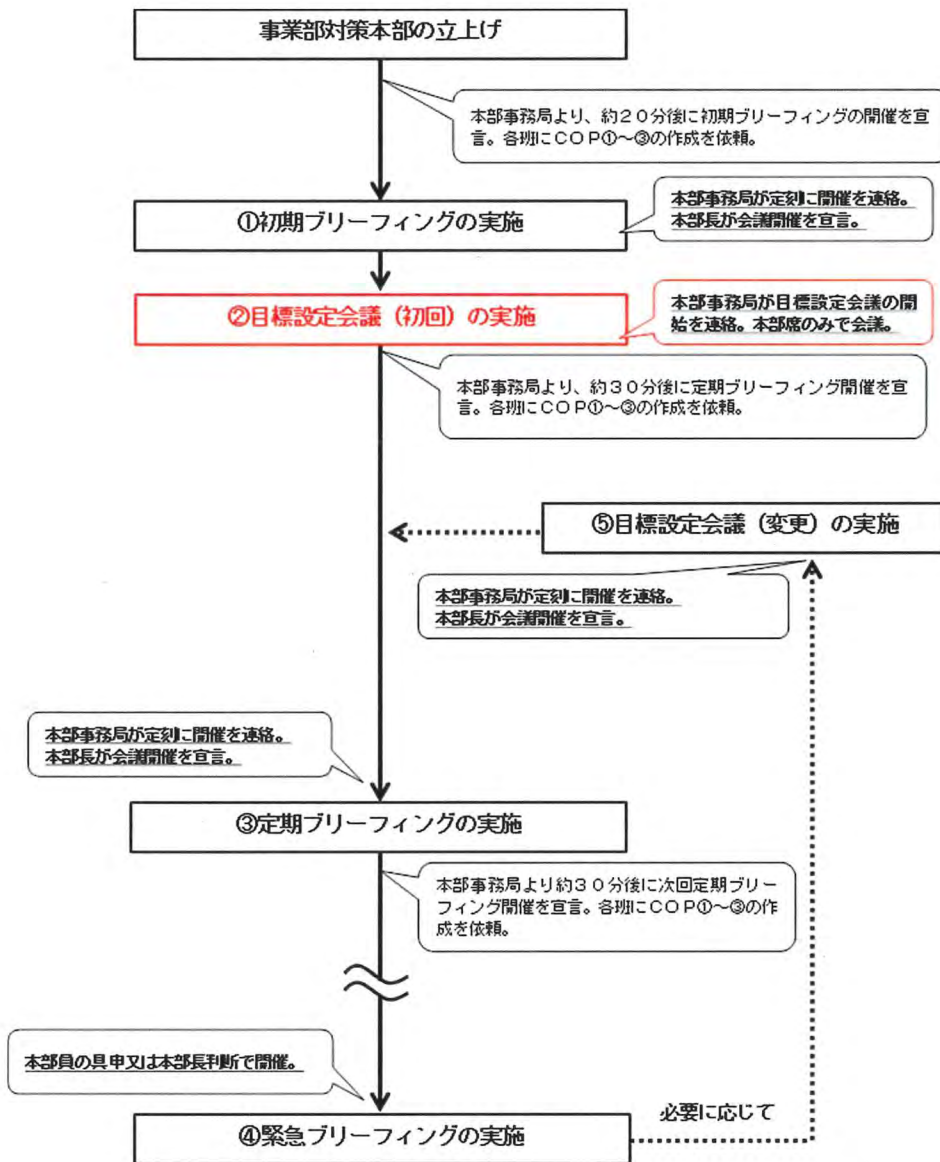 事業部対策本部の立上げ
本部事務局より、約20分後に初期ブリーフィングの開催を宣
言。各班にCOP①~③の作成を依頼。
①初期ブリーフィングの実施
本部事務局が定刻に開催を連絡。
本部長が会議開催を宣言。
②目標設定会議(初回)の実施
本部事務局が目標設定会議の開
始を連絡。本部席のみで会議。
本部事務局より、約30分後に定期ブリーフィング開催を宣
言。各班にCOP①~③の作成を依頼。
⑤目標設定会議(変更)の実施
本部事務局が定刻に開催を連絡。
本部長が会議開催を宣言。
本部事務局が定刻に開催を連絡。
本部長が会議開催を宣言。
③定期ブリーフィングの実施
本部事務局より約30分後に次回定期ブリー
フィング開催を宣言。各班にCOP①~③の作
成を依頼。
本部員の具申又は本部長判断で開催。
必要に応じて
④緊急ブリーフィングの実施